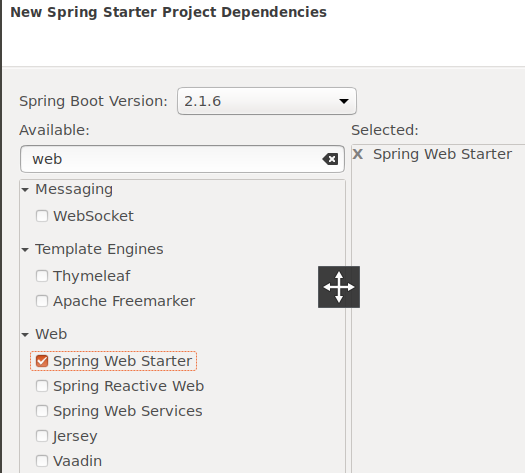 New Spring Starter Project Dependencies
Spring Boot Version: 2.1.6
Available: Selected:
web
X Spring Web Starter
Messaging
WebSocket
Template Engines
Thymeleaf
Apache Freemarker
Web
Spring Web Starter
Spring Reactive Web
Spring Web Services
Jersey
Vaadin